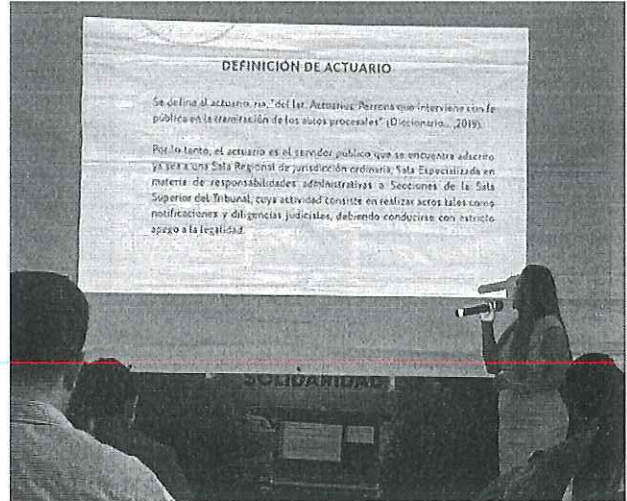 DEFINICIÓN DE ACTUARIO
Se define al actuario, ria, "del lat. Actuarius. Persona que interviene con fe
pública en la tramitación de los autos procesales" (Diccionario..., 2019).
Por lo tanto, el actuario es el servidor público que se encuentra adscrito
ya sea a una Sala Regional de jurisdicción ordinaria, Sala Especializada en
materia de responsabilidades administrativas o Secciones de la Sala
Superior del Tribunal, cuya actividad consiste en realizar actos tales como
notificaciones y diligencias judiciales, debiendo conducirse con estricto
apego a la legalidad.
SOLIDARIDAD